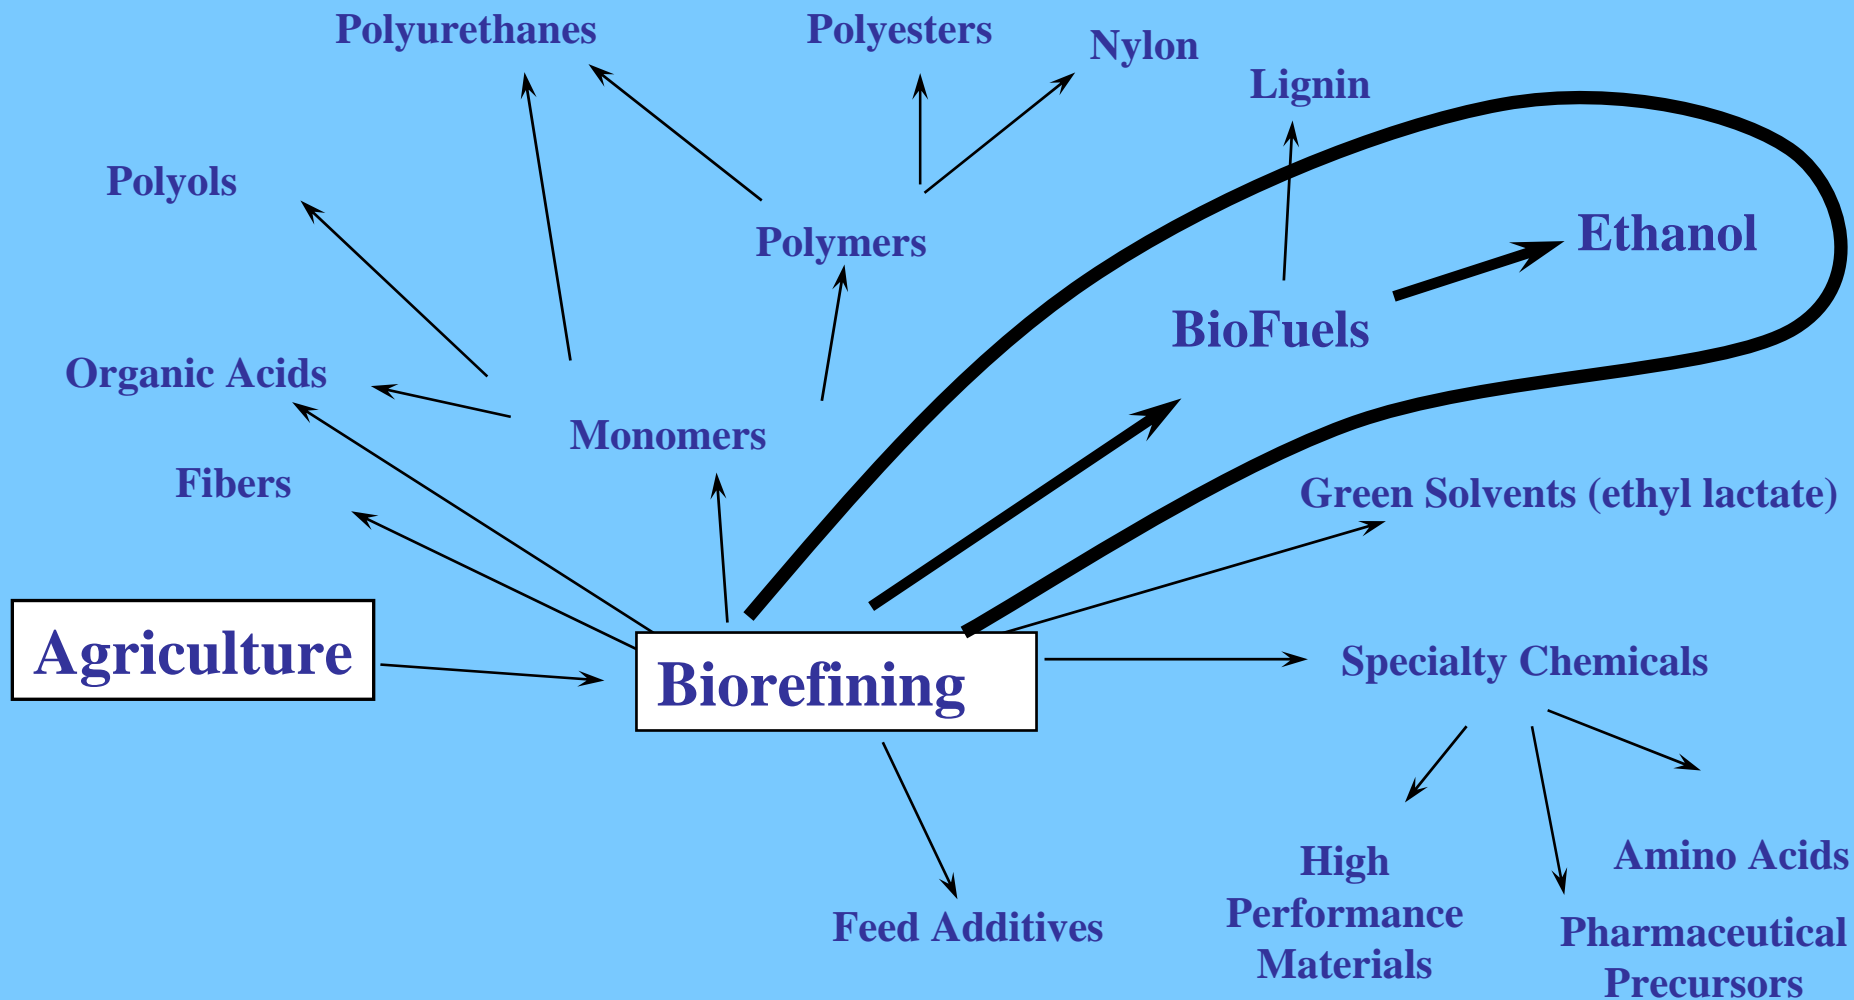 Polyurethanes
Polyesters
Nylon
Lignin
Polyols
Ethanol
Polymers
BioFuels
Organic Acids
Monomers
Fibers
Green Solvents (ethyl lactate)
Agriculture
Biorefining
Specialty Chemicals
High
Performance
Materials
Amino Acids
Feed Additives
Pharmaceutical
Precursors